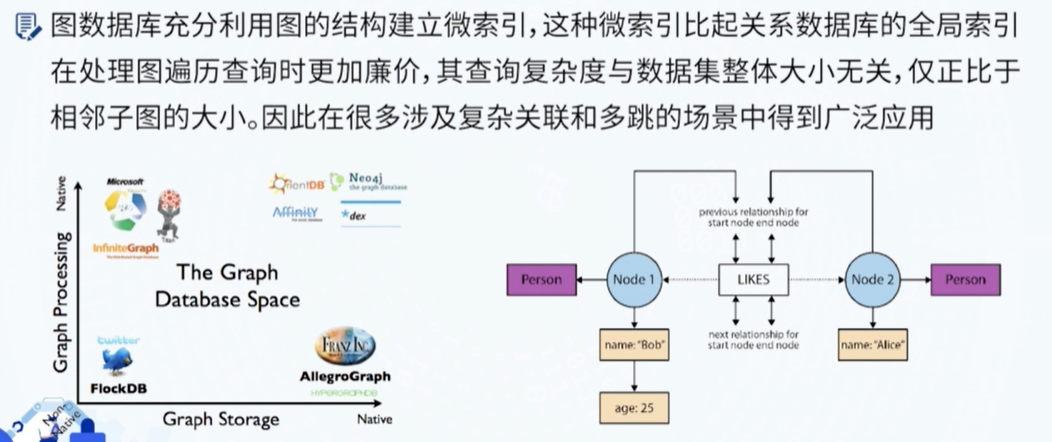 图数据库充分利用图的结构建立微索引,这种微索引比起关系数据库的全局索引
在处理图遍历查询时更加廉价,其查询复杂度与数据集整体大小无关,仅正比于
相邻子图的大小。因此在很多涉及复杂关联和多跳的场景中得到广泛应用
Graph Processing
Native
Microsoft
Titan
InfiniteGraph
OrientDB
Neo4j
the graph database
AffinitY
*dex
The Graph
Database Space
twitter
FlockDB
FRANZ INC
AllegroGraph
HYPERGRAPHDB
Non-
Native
Graph Storage
Native
previous relationship for
start node end node
Person
Node 1
LIKES
Node 2
Person
name: "Bob"
next relationship for
start node end node
name: "Alice"
age: 25